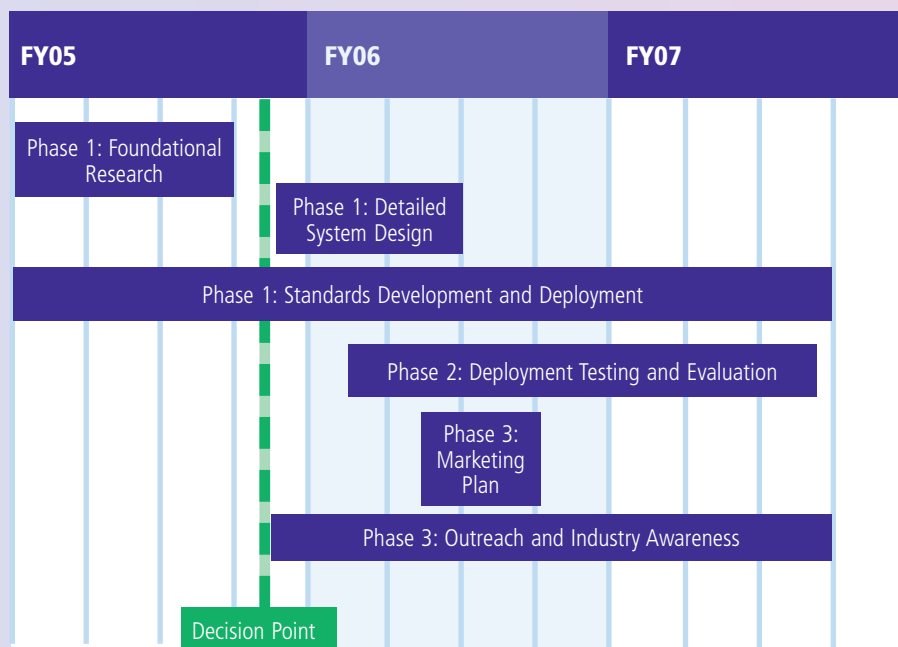 FY05
FY06
FY07
Phase 1: Foundational
Research
Phase 1: Detailed
System Design
Phase 1: Standards Development and Deployment
Phase 2: Deployment Testing and Evaluation
Phase 3:
Marketing
Plan
Phase 3: Outreach and Industry Awareness
Decision Point